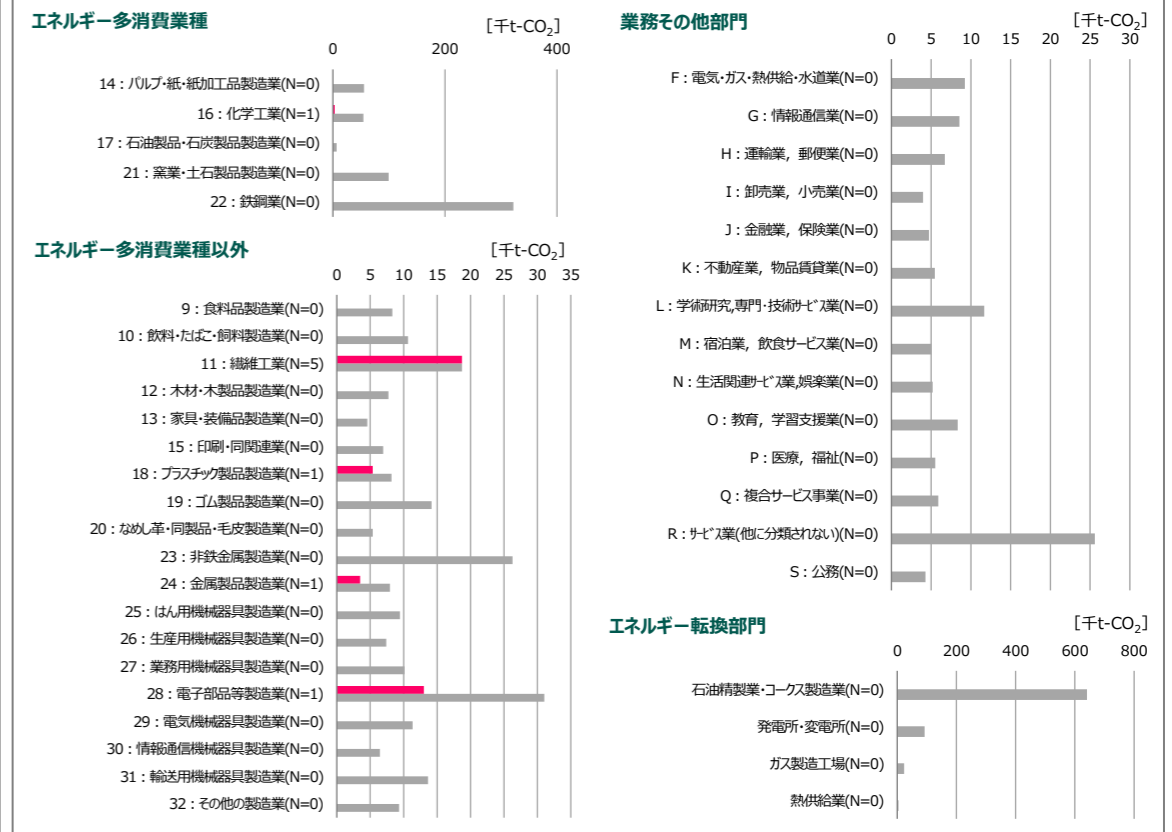 エネルギー多消費業種
[千t-CO₂]
0 200 400
14：パルプ・紙・紙加工品製造業(N=0)
16：化学工業(N=1)
17：石油製品・石炭製品製造業(N=0)
21：窯業・土石製品製造業(N=0)
22：鉄鋼業(N=0)
エネルギー多消費業種以外
[千t-CO₂]
0 5 10 15 20 25 30 35
9：食料品製造業(N=0)
10：飲料・たばこ・飼料製造業(N=0)
11：繊維工業(N=5)
12：木材・木製品製造業(N=0)
13：家具・装備品製造業(N=0)
15：印刷・同関連業(N=0)
18：プラスチック製品製造業(N=1)
19：ゴム製品製造業(N=0)
20：なめし革・同製品・毛皮製造業(N=0)
23：非鉄金属製造業(N=0)
24：金属製品製造業(N=1)
25：はん用機械器具製造業(N=0)
26：生産用機械器具製造業(N=0)
27：業務用機械器具製造業(N=0)
28：電子部品等製造業(N=1)
29：電気機械器具製造業(N=0)
30：情報通信機械器具製造業(N=0)
31：輸送用機械器具製造業(N=0)
32：その他の製造業(N=0)
業務その他部門
[千t-CO₂]
0 5 10 15 20 25 30
F：電気・ガス・熱供給・水道業(N=0)
G：情報通信業(N=0)
H：運輸業，郵便業(N=0)
I：卸売業，小売業(N=0)
J：金融業，保険業(N=0)
K：不動産業，物品賃貸業(N=0)
L：学術研究,専門・技術サービス業(N=0)
M：宿泊業，飲食サービス業(N=0)
N：生活関連サービス業,娯楽業(N=0)
O：教育，学習支援業(N=0)
P：医療，福祉(N=0)
Q：複合サービス事業(N=0)
R：サービス業(他に分類されない)(N=0)
S：公務(N=0)
エネルギー転換部門
[千t-CO₂]
0 200 400 600 800
石油精製業・コークス製造業(N=0)
発電所・変電所(N=0)
ガス製造工場(N=0)
熱供給業(N=0)